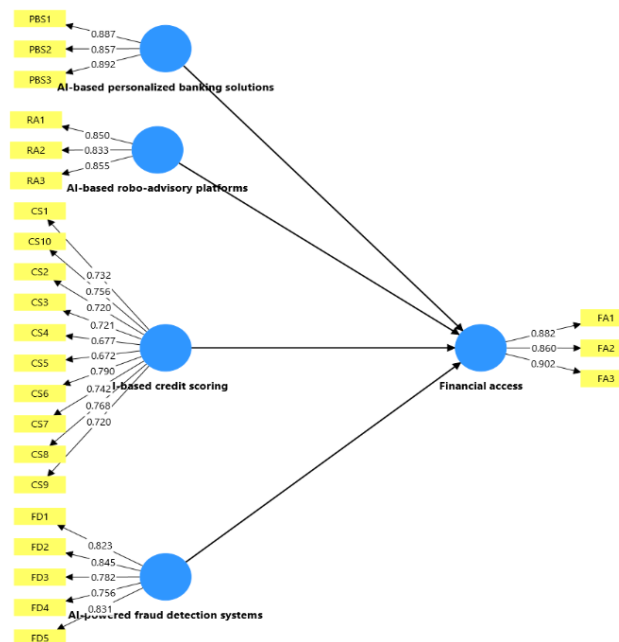 PBS1
0.887
PBS2
0.857
PBS3
0.892
AI-based personalized banking solutions
RA1
0.850
RA2
0.833
RA3
0.855
AI-based robo-advisory platforms
CS1
CS10
CS2
CS3
CS4
CS5
CS6
CS7
CS8
CS9
0.732
0.756
0.720
0.721
0.677
0.672
0.790
0.742
0.768
0.720
I-based credit scoring
FD1
FD2
FD3
FD4
FD5
0.823
0.845
0.782
0.756
0.831
AI-powered fraud detection systems
Financial access
0.882
0.860
0.902
FA1
FA2
FA3